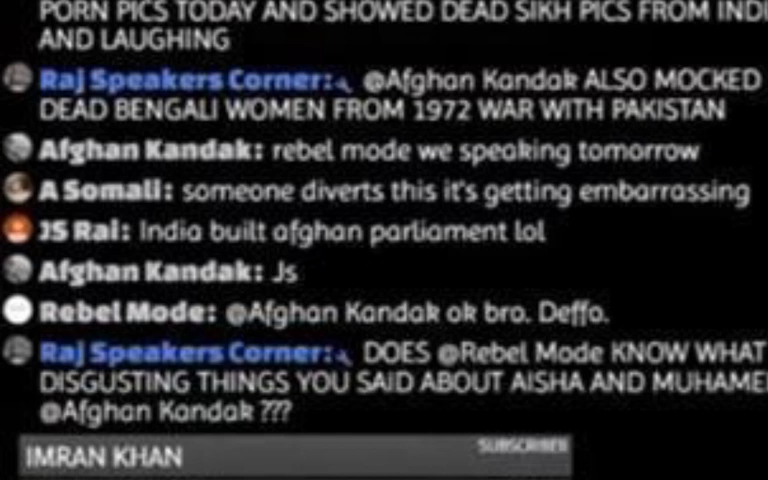 PORN PICS TODAY AND SHOWED DEAD SIKH PICS FROM INDI
AND LAUGHING
Raj Speakers Corner: @Afghan Kandak ALSO MOCKED
DEAD BENGALI WOMEN FROM 1972 WAR WITH PAKISTAN
Afghan Kandak: rebel mode we speaking tomorrow
A Somali: someone diverts this it's getting embarrassing
JS Rai: India built afghan parliament lol
Afghan Kandak: Js
Rebel Mode: @Afghan Kandak ok bro. Deffo.
Raj Speakers Corner: DOES @Rebel Mode KNOW WHAT
DISGUSTING THINGS YOU SAID ABOUT AISHA AND MUHAME
@Afghan Kandak ???
SUBSCRIBER
IMRAN KHAN